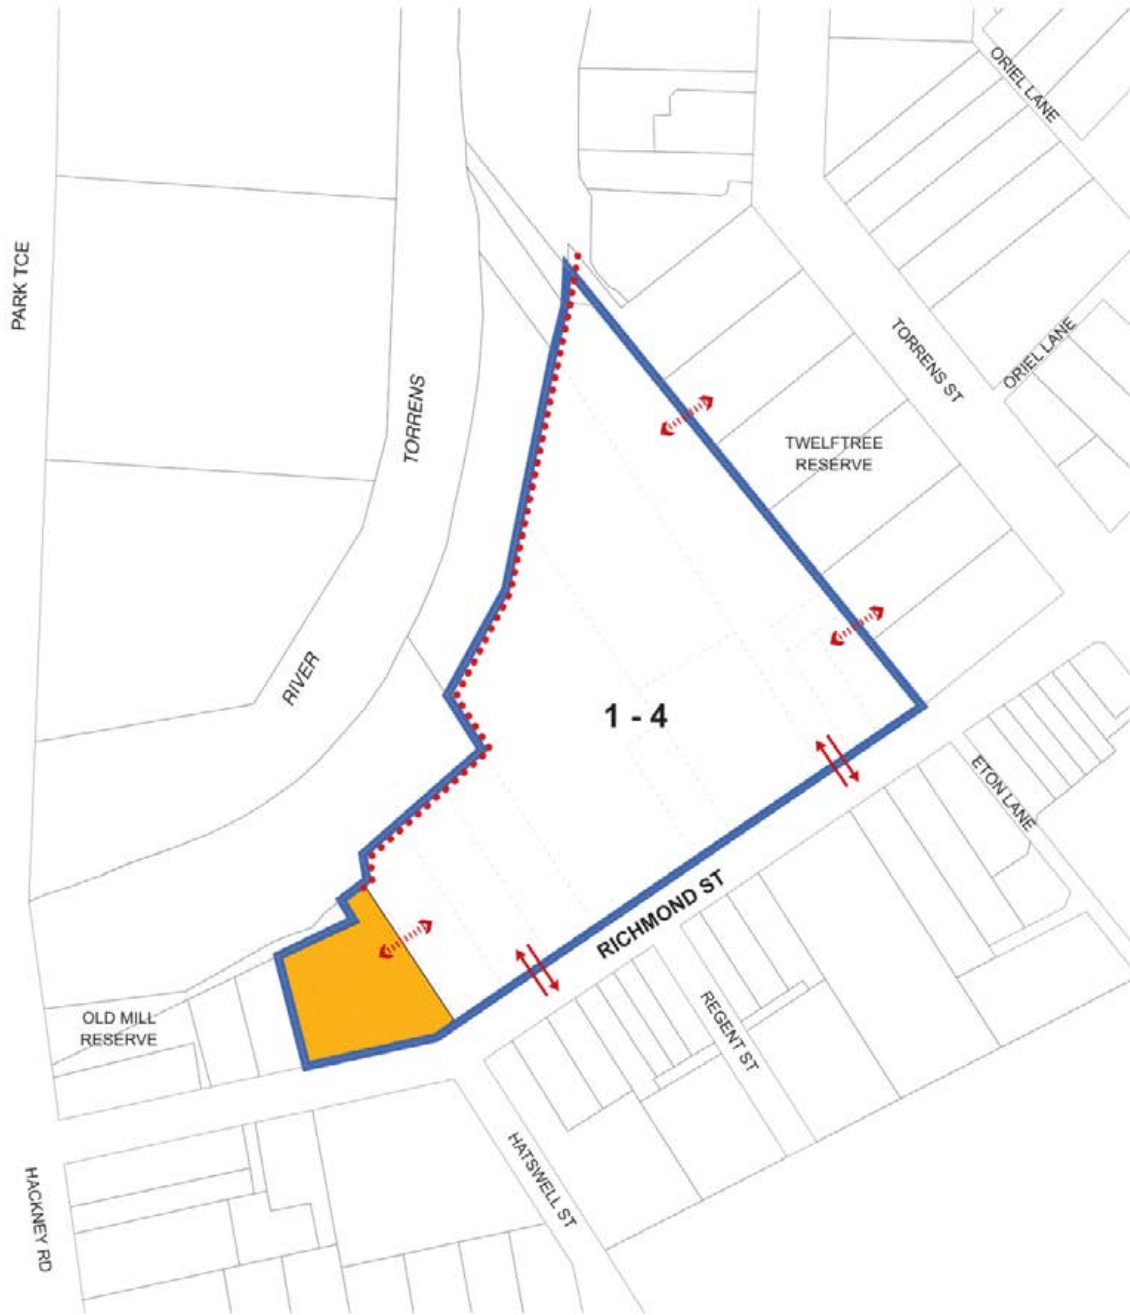 ORIEL LANE
PARK TCE
TORRENS ST
ORIEL LANE
TORRENS
TWELFTREE
RESERVE
RIVER
1 - 4
ETON LANE
RICHMOND ST
OLD MILL
RESERVE
REGENT ST
HATSWELL ST
HACKNEY RD